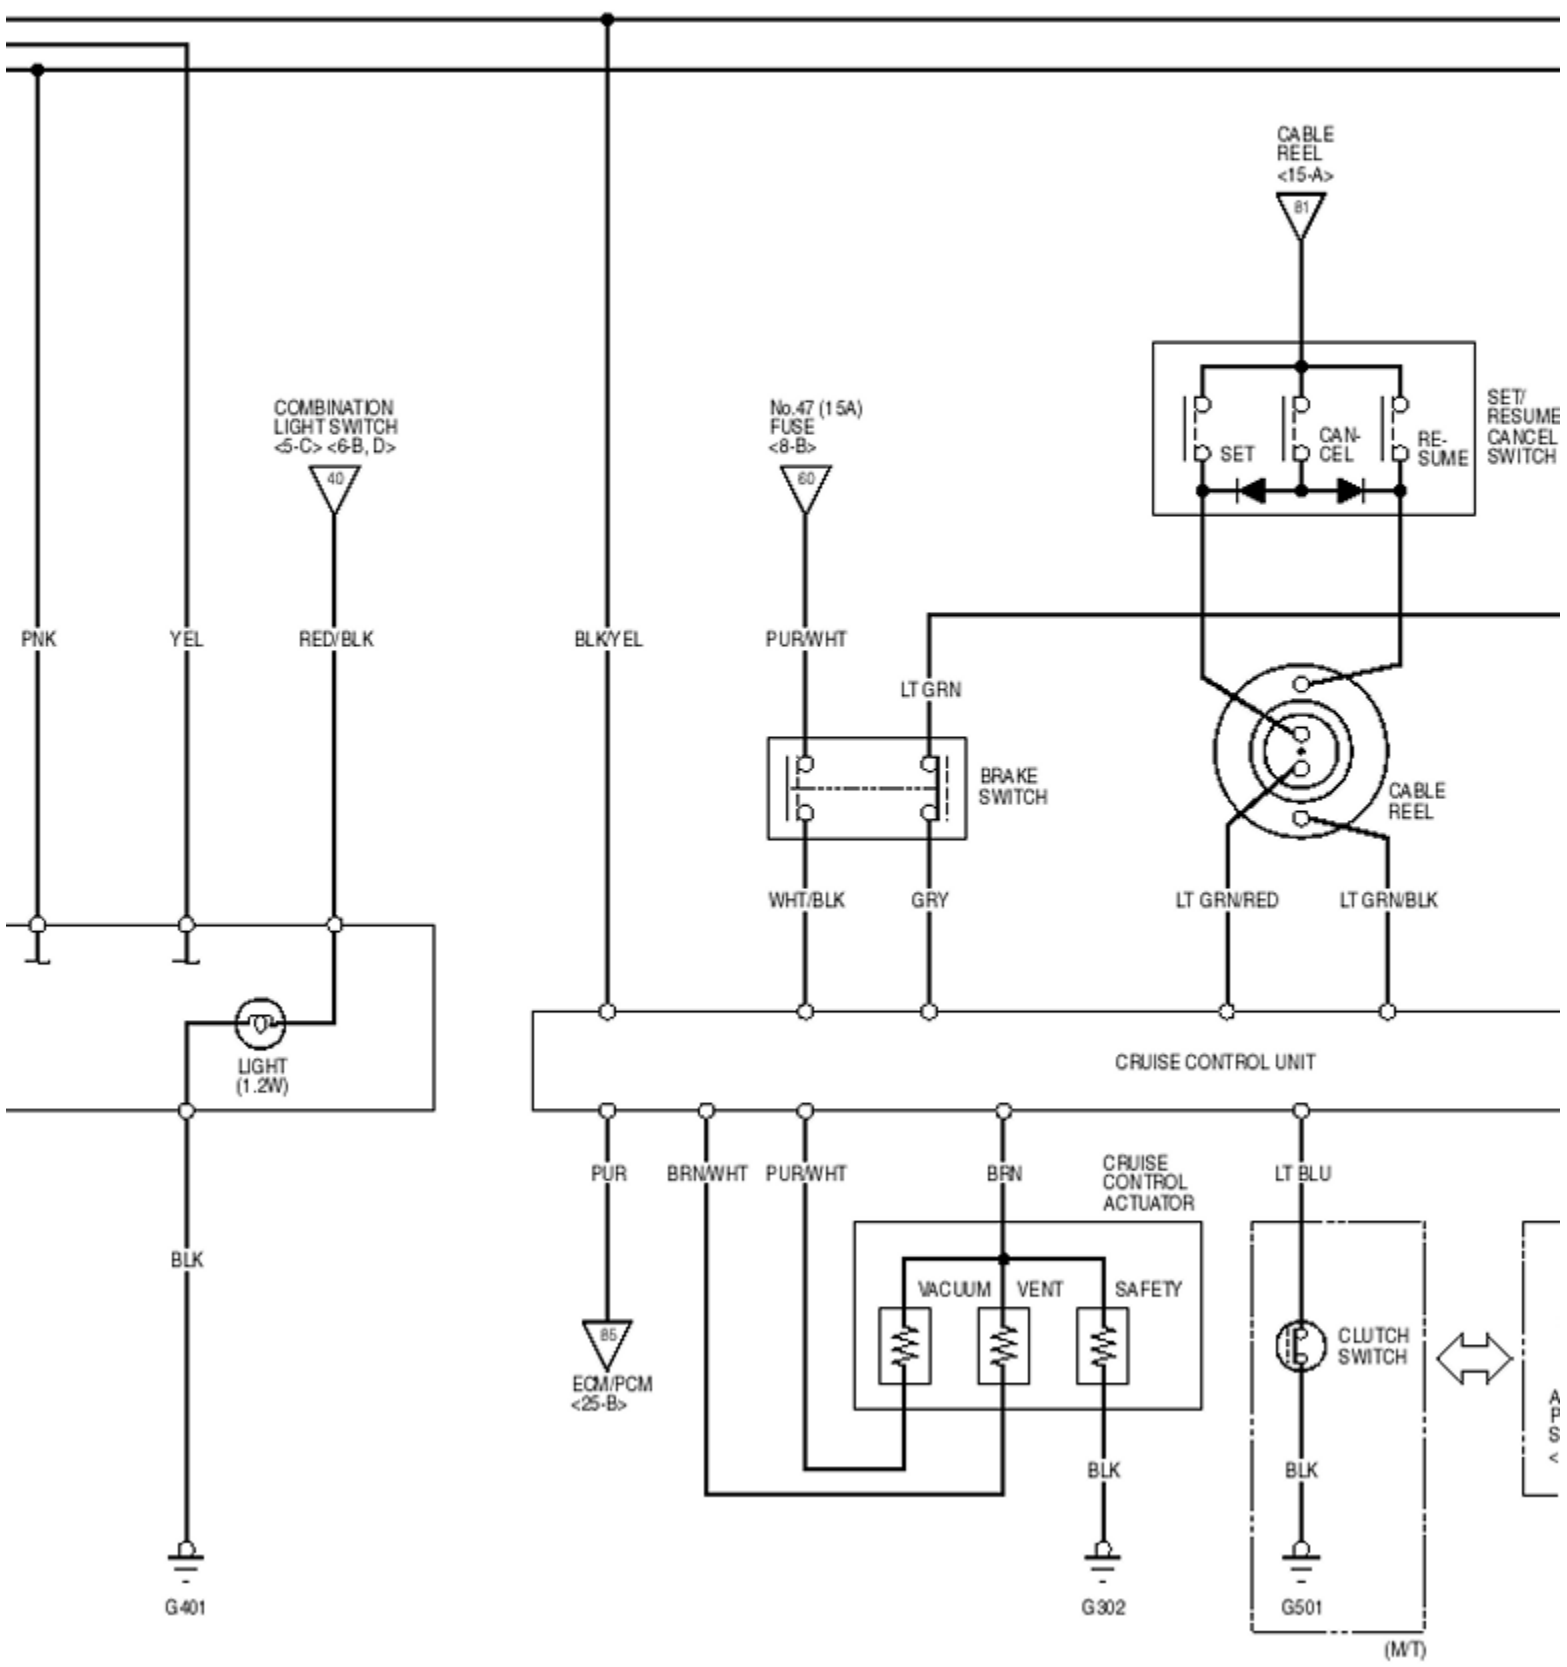 CABLE
REEL
<15-A>
81
COMBINATION
LIGHT SWITCH
<5-C> <6-B, D>
40
No.47 (15A)
FUSE
<8-B>
60
SET
CAN-
CEL
RE-
SUME
SET/
RESUME
CANCEL
SWITCH
PNK
YEL
RED/BLK
BLK/YEL
PUR/WHT
LT GRN
BRAKE
SWITCH
CABLE
REEL
WHT/BLK
GRY
LT GRN/RED
LT GRN/BLK
LIGHT
(1.2W)
CRUISE CONTROL UNIT
PUR
BRN/WHT
PUR/WHT
BRN
CRUISE
CONTROL
ACTUATOR
LT BLU
BLK
VACUUM
VENT
SAFETY
85
ECM/PCM
<25-B>
CLUTCH
SWITCH
A
P
S
<
BLK
BLK
G401
G302
G501
(M/T)